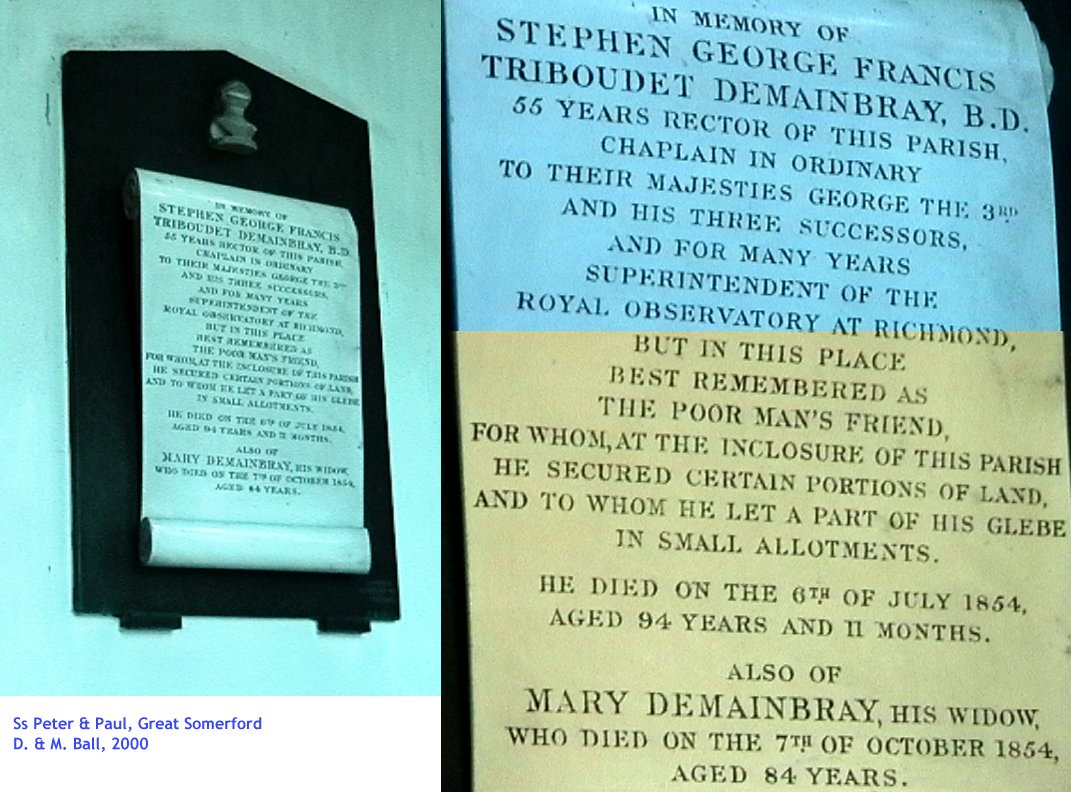 IN MEMORY OF
STEPHEN GEORGE FRANCIS
TRIBOUDET DEMAINBRAY, B.D.
55 YEARS RECTOR OF THIS PARISH,
CHAPLAIN IN ORDINARY
TO THEIR MAJESTIES GEORGE THE 3RD
AND HIS THREE SUCCESSORS,
AND FOR MANY YEARS
SUPERINTENDENT OF THE
ROYAL OBSERVATORY AT RICHMOND,
BUT IN THIS PLACE
BEST REMEMBERED AS
THE POOR MAN'S FRIEND,
FOR WHOM, AT THE INCLOSURE OF THIS PARISH
HE SECURED CERTAIN PORTIONS OF LAND,
AND TO WHOM HE LET A PART OF HIS GLEBE
IN SMALL ALLOTMENTS.
HE DIED ON THE 6TH OF JULY 1854,
AGED 94 YEARS AND 11 MONTHS.
ALSO OF
MARY DEMAINBRAY, HIS WIDOW,
WHO DIED ON THE 7TH OF OCTOBER 1854,
AGED 84 YEARS.
Ss Peter & Paul, Great Somerford
D. & M. Ball, 2000
IN MEMORY OF
STEPHEN GEORGE FRANCIS
TRIBOUDET DEMAINBRAY, B.D.
55 YEARS RECTOR OF THIS PARISH,
CHAPLAIN IN ORDINARY
TO THEIR MAJESTIES GEORGE THE 3RD
AND HIS THREE SUCCESSORS,
AND FOR MANY YEARS
SUPERINTENDENT OF THE
ROYAL OBSERVATORY AT RICHMOND,
BUT IN THIS PLACE
BEST REMEMBERED AS
THE POOR MAN'S FRIEND,
FOR WHOM, AT THE INCLOSURE OF THIS PARISH
HE SECURED CERTAIN PORTIONS OF LAND,
AND TO WHOM HE LET A PART OF HIS GLEBE
IN SMALL ALLOTMENTS.
HE DIED ON THE 6TH OF JULY 1854,
AGED 94 YEARS AND 11 MONTHS.
ALSO OF
MARY DEMAINBRAY, HIS WIDOW,
WHO DIED ON THE 7TH OF OCTOBER 1854,
AGED 84 YEARS.